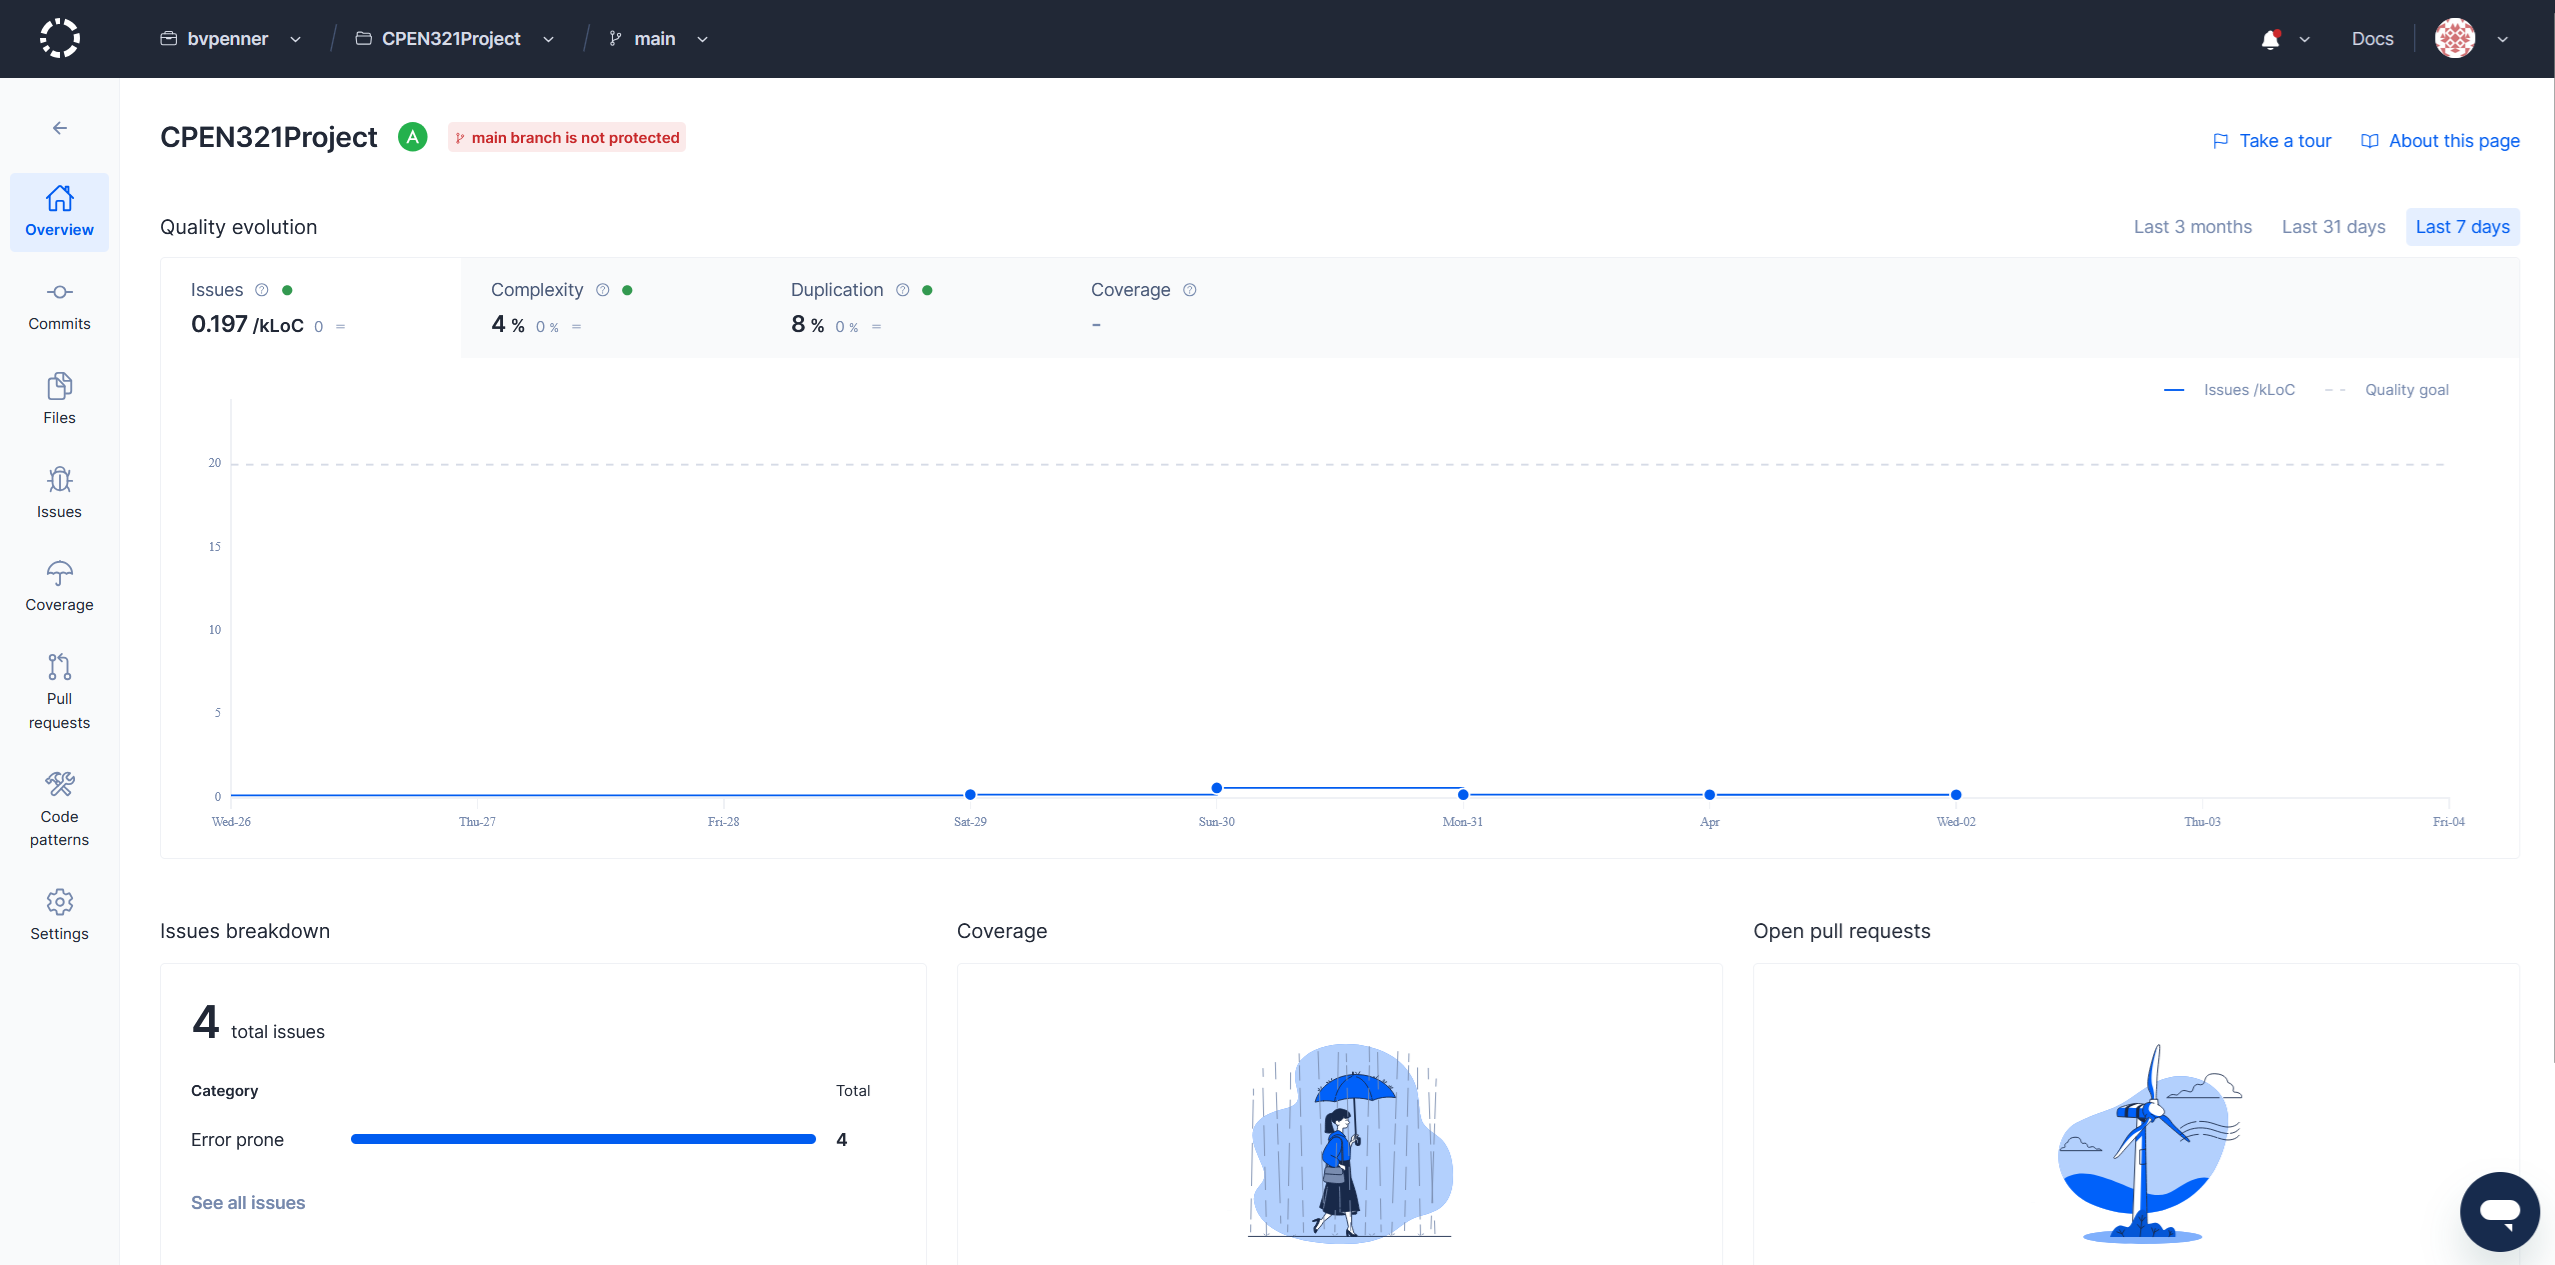 bvpenner / CPEN321Project / main Docs
CPEN321Project A main branch is not protected Take a tour About this page
Overview
Commits
Files
Issues
Coverage
Pull
requests
Code
patterns
Settings
Quality evolution Last 3 months Last 31 days Last 7 days
Issues Complexity Duplication Coverage
0.197 /kLoC 0 = 4 % 0 % = 8 % 0 % = -
Issues /kLoC Quality goal
20
15
10
5
0
Wed-26 Thu-27 Fri-28 Sat-29 Sun-30 Mon-31 Apr Wed-02 Thu-03 Fri-04
Issues breakdown Coverage Open pull requests
4 total issues
Category Total
Error prone 4
See all issues